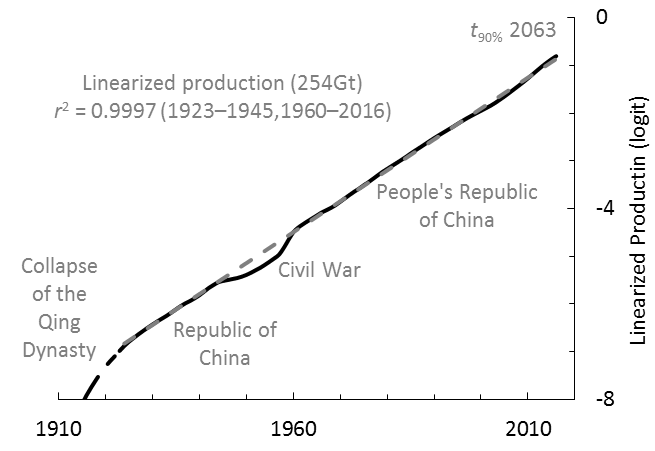 0
t90% 2063
Linearized production (254Gt)
r² = 0.9997 (1923–1945,1960–2016)
People's Republic
of China
-4
Linearized Productin (logit)
Civil War
Collapse
of the
Qing
Dynasty
Republic of
China
-8
1910
1960
2010